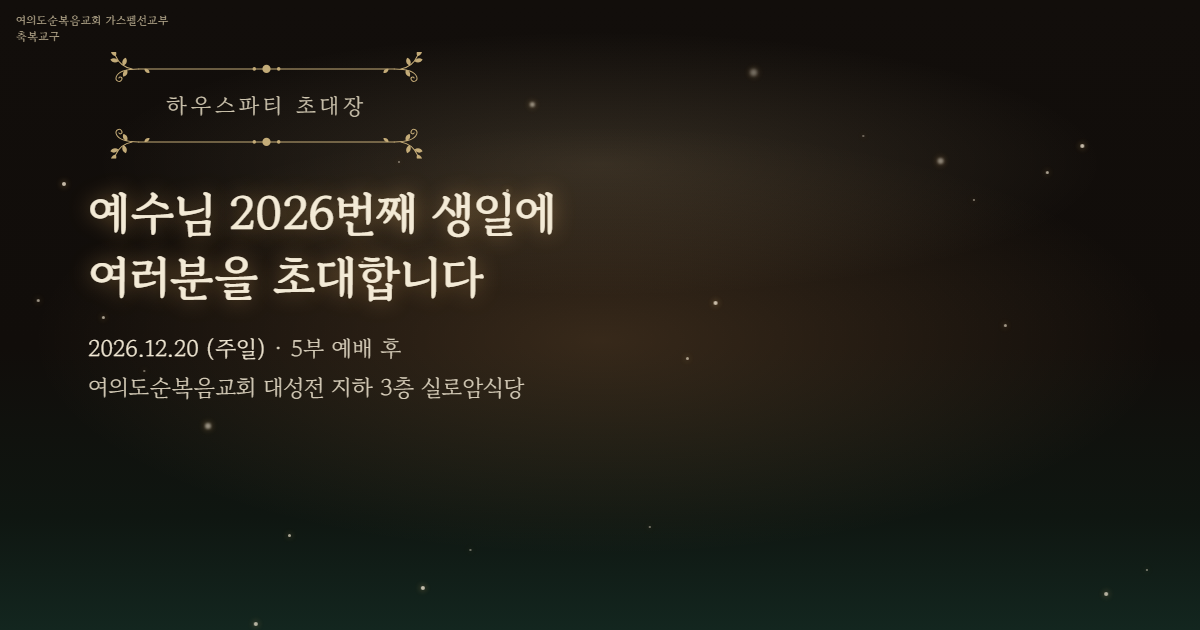 여의도순복음교회 가스펠선교부
축복교구
하우스파티 초대장
예수님 2026번째 생일에
여러분을 초대합니다
2026.12.20 (주일) · 5부 예배 후
여의도순복음교회 대성전 지하 3층 실로암식당